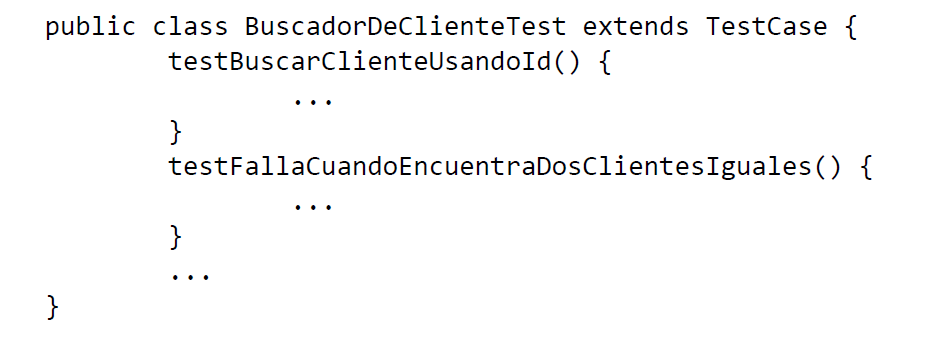 public class BuscadorDeClienteTest extends TestCase {
testBuscarClienteUsandoId() {
...
}
testFallaCuandoEncuentraDosClientesIguales() {
...
}
...
}